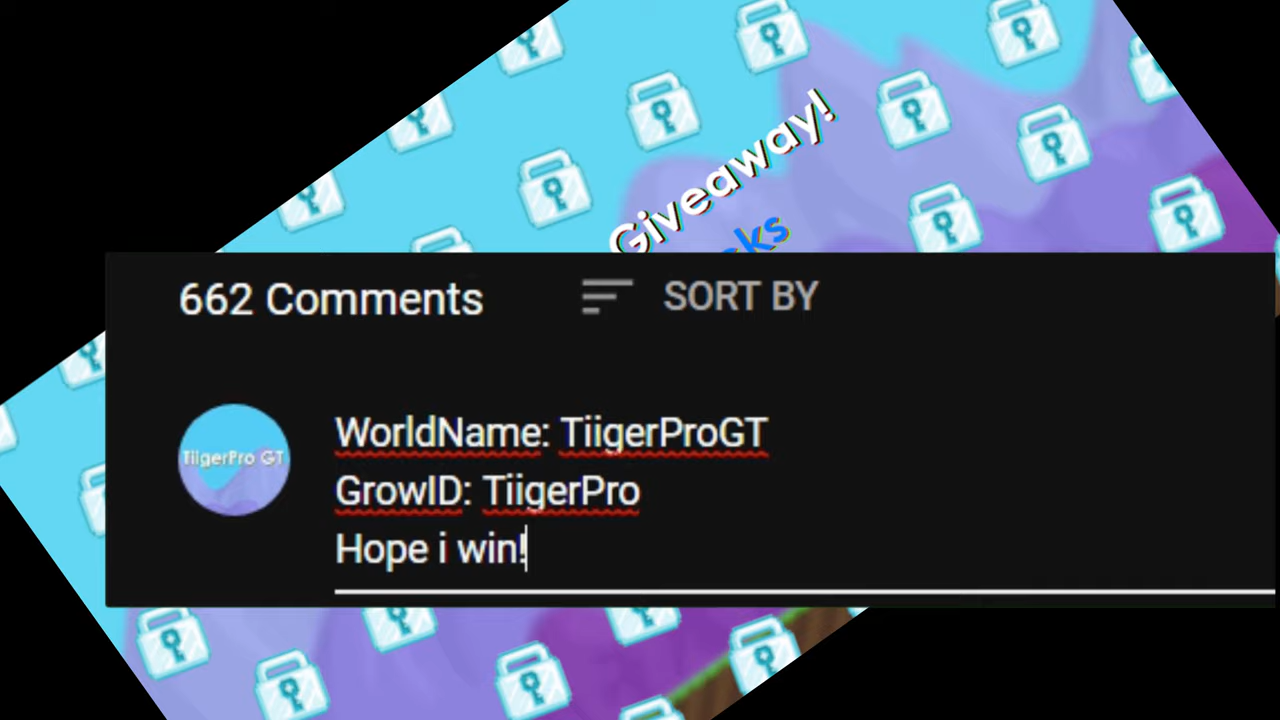 Giveaway!
662 Comments
SORT BY
TiigerPro GT
WorldName: TiigerProGT
GrowID: TiigerPro
Hope i win!